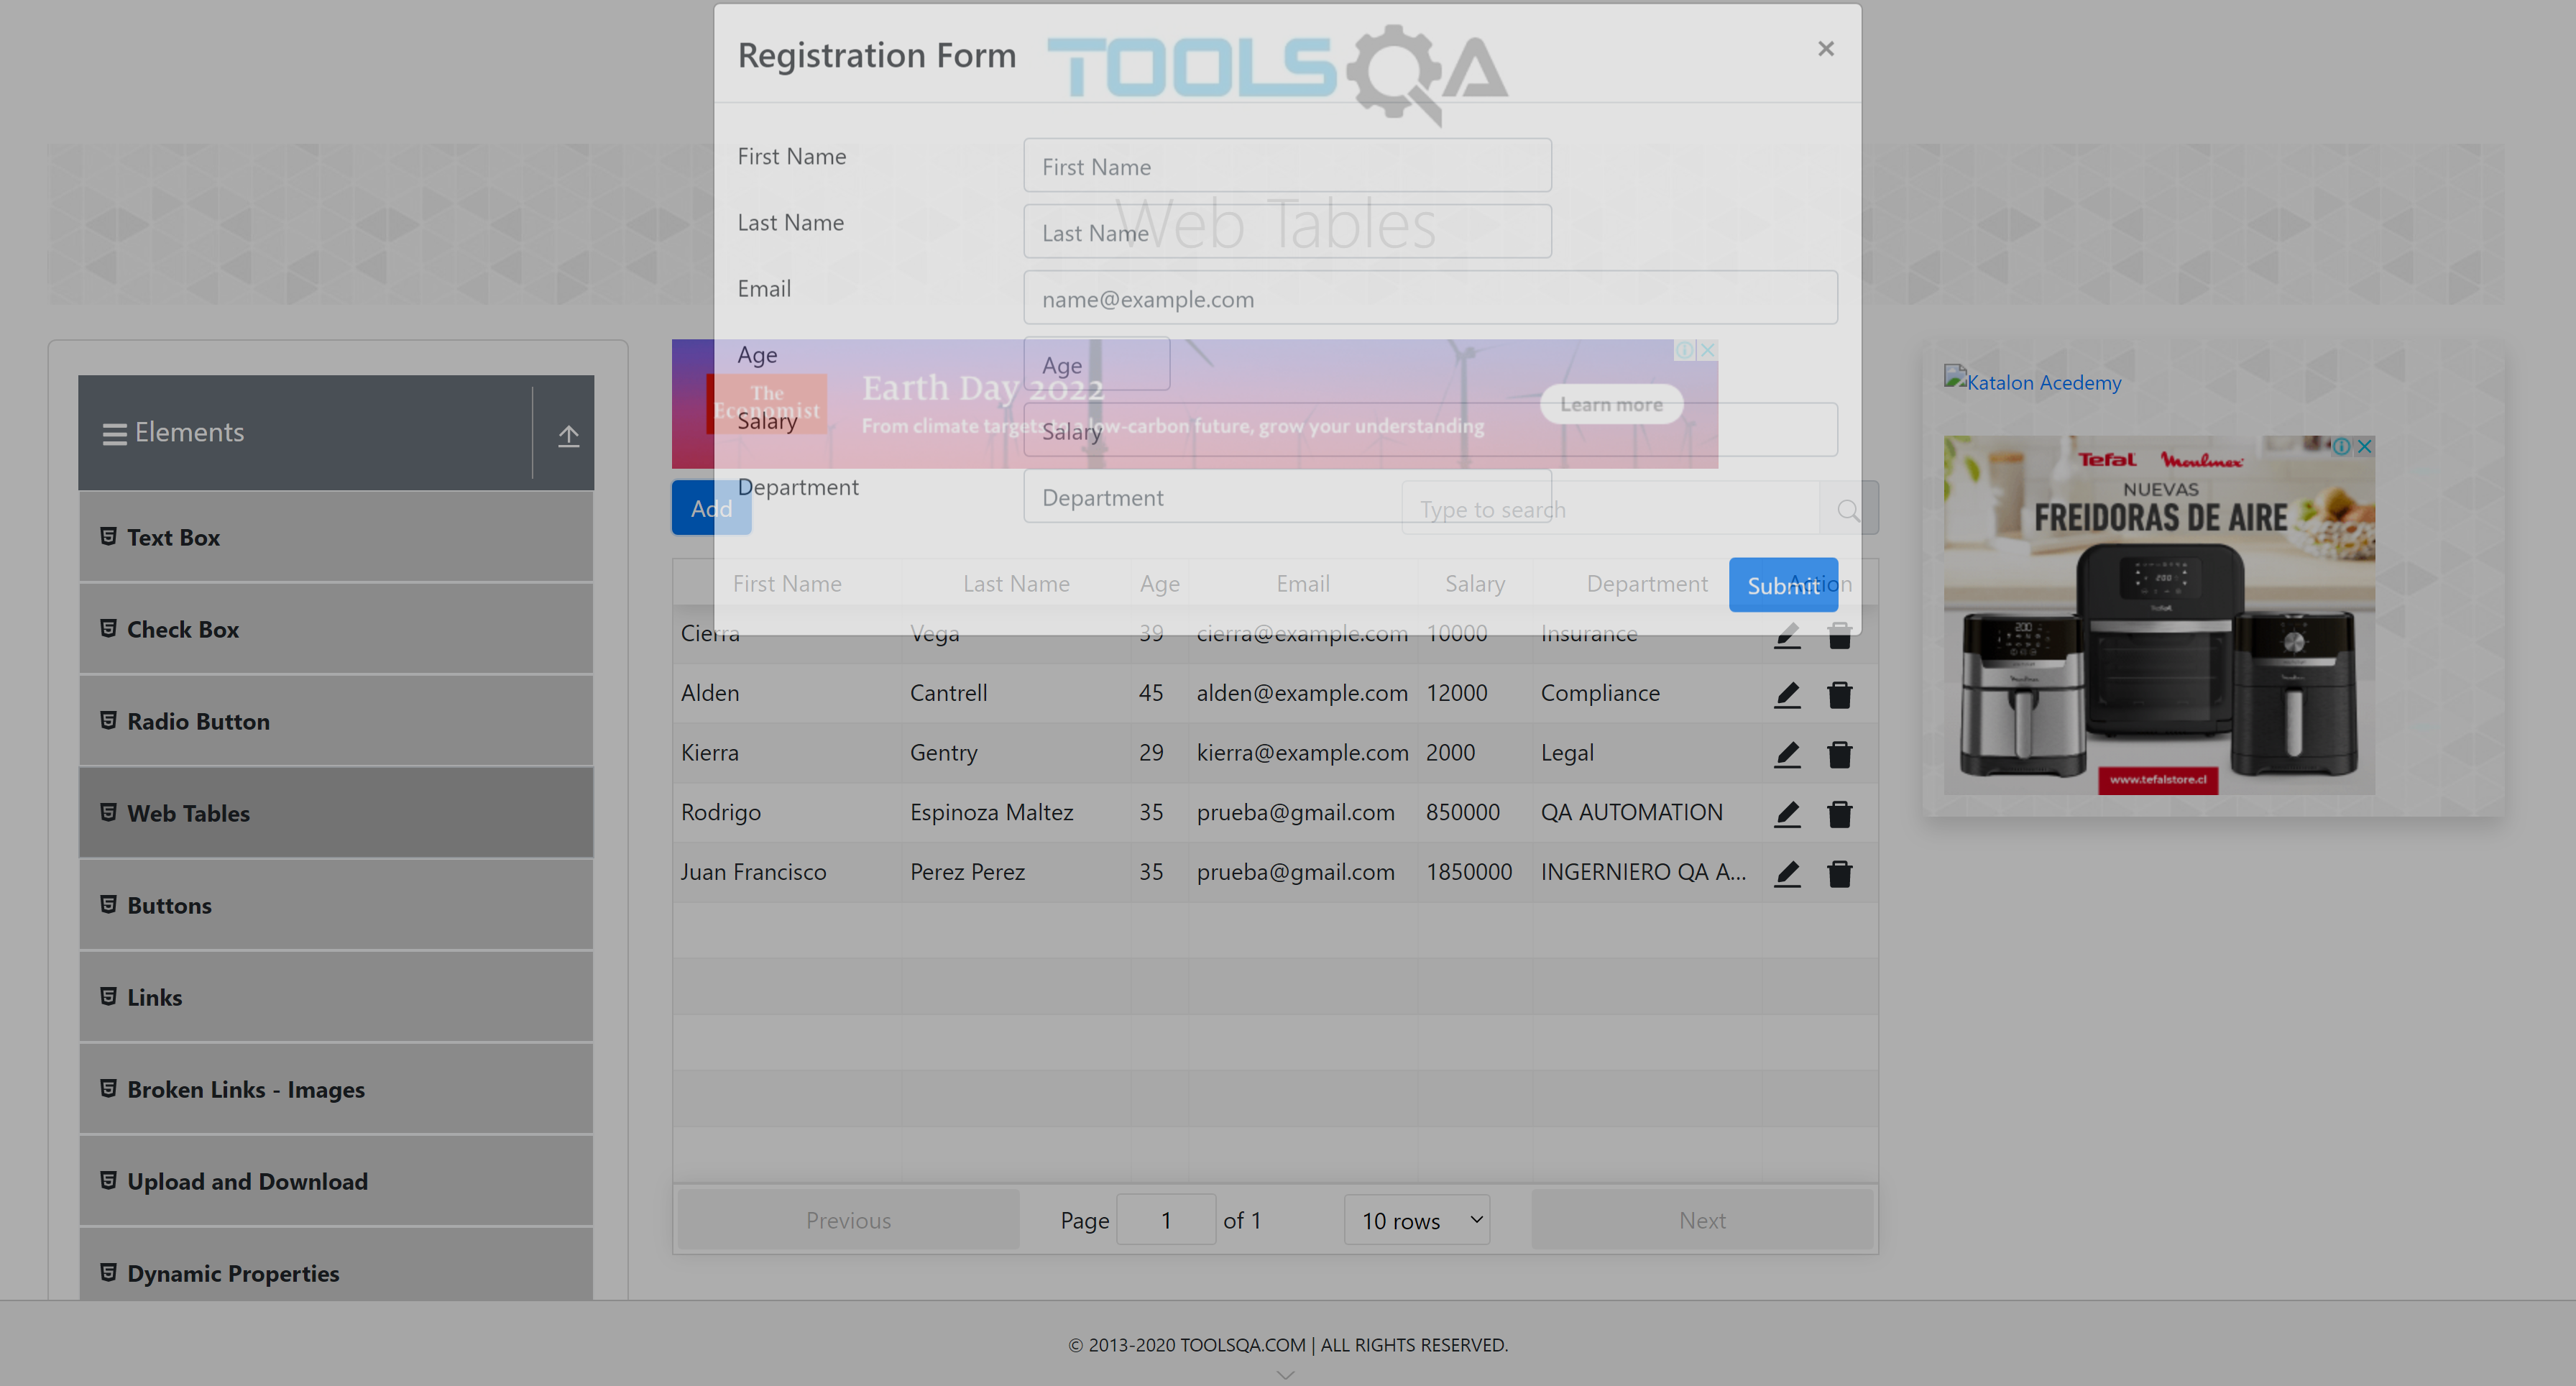 Registration Form
×
TOOLSQA
First Name
First Name
Web Tables
Last Name
Last Name
Email
name@example.com
Age
Age
Salary
Salary
Department
Department
Submit
The
Economist
Earth Day 2022
From climate targets to a low-carbon future, grow your understanding
Learn more
Elements
Text Box
Check Box
Radio Button
Web Tables
Buttons
Links
Broken Links - Images
Upload and Download
Dynamic Properties
Add
Type to search
First Name Last Name Age Email Salary Department Action
Cierra Vega 39 cierra@example.com 10000 Insurance
Alden Cantrell 45 alden@example.com 12000 Compliance
Kierra Gentry 29 kierra@example.com 2000 Legal
Rodrigo Espinoza Maltez 35 prueba@gmail.com 850000 QA AUTOMATION
Juan Francisco Perez Perez 35 prueba@gmail.com 1850000 INGERNIERO QA A...
Previous Page 1 of 1 10 rows Next
Katalon Acedemy
Tefal Moulinex
NUEVAS
FREIDORAS DE AIRE
200
Tefal
200
Moulinex
www.tefalstore.cl
© 2013-2020 TOOLSQA.COM | ALL RIGHTS RESERVED.